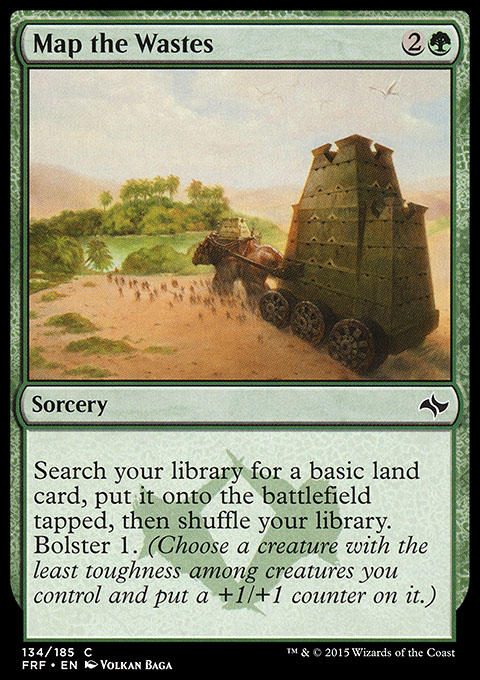 Map the Wastes 2
Sorcery
Search your library for a basic land
card, put it onto the battlefield
tapped, then shuffle your library.
Bolster 1. (Choose a creature with the
least toughness among creatures you
control and put a +1/+1 counter on it.)
134/185 C
FRF • EN Volkan Baga
™ & © 2015 Wizards of the Coast